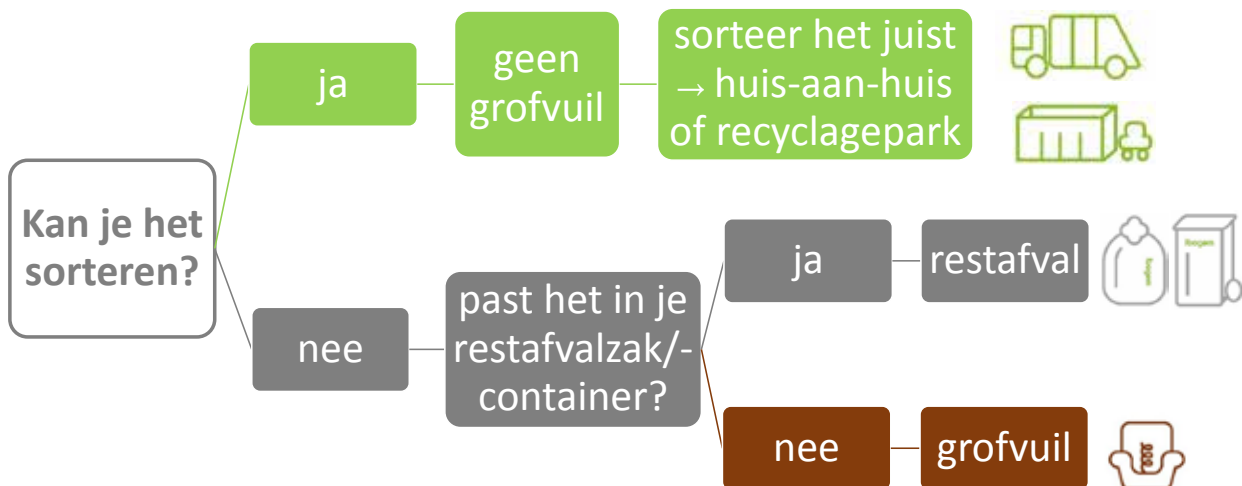 Kan je het
sorteren?
ja
geen
grofvuil
sorteer het juist
→ huis-aan-huis
of recyclagepark
nee
past het in je
restafvalzak/-
container?
ja
restafval
nee
grofvuil